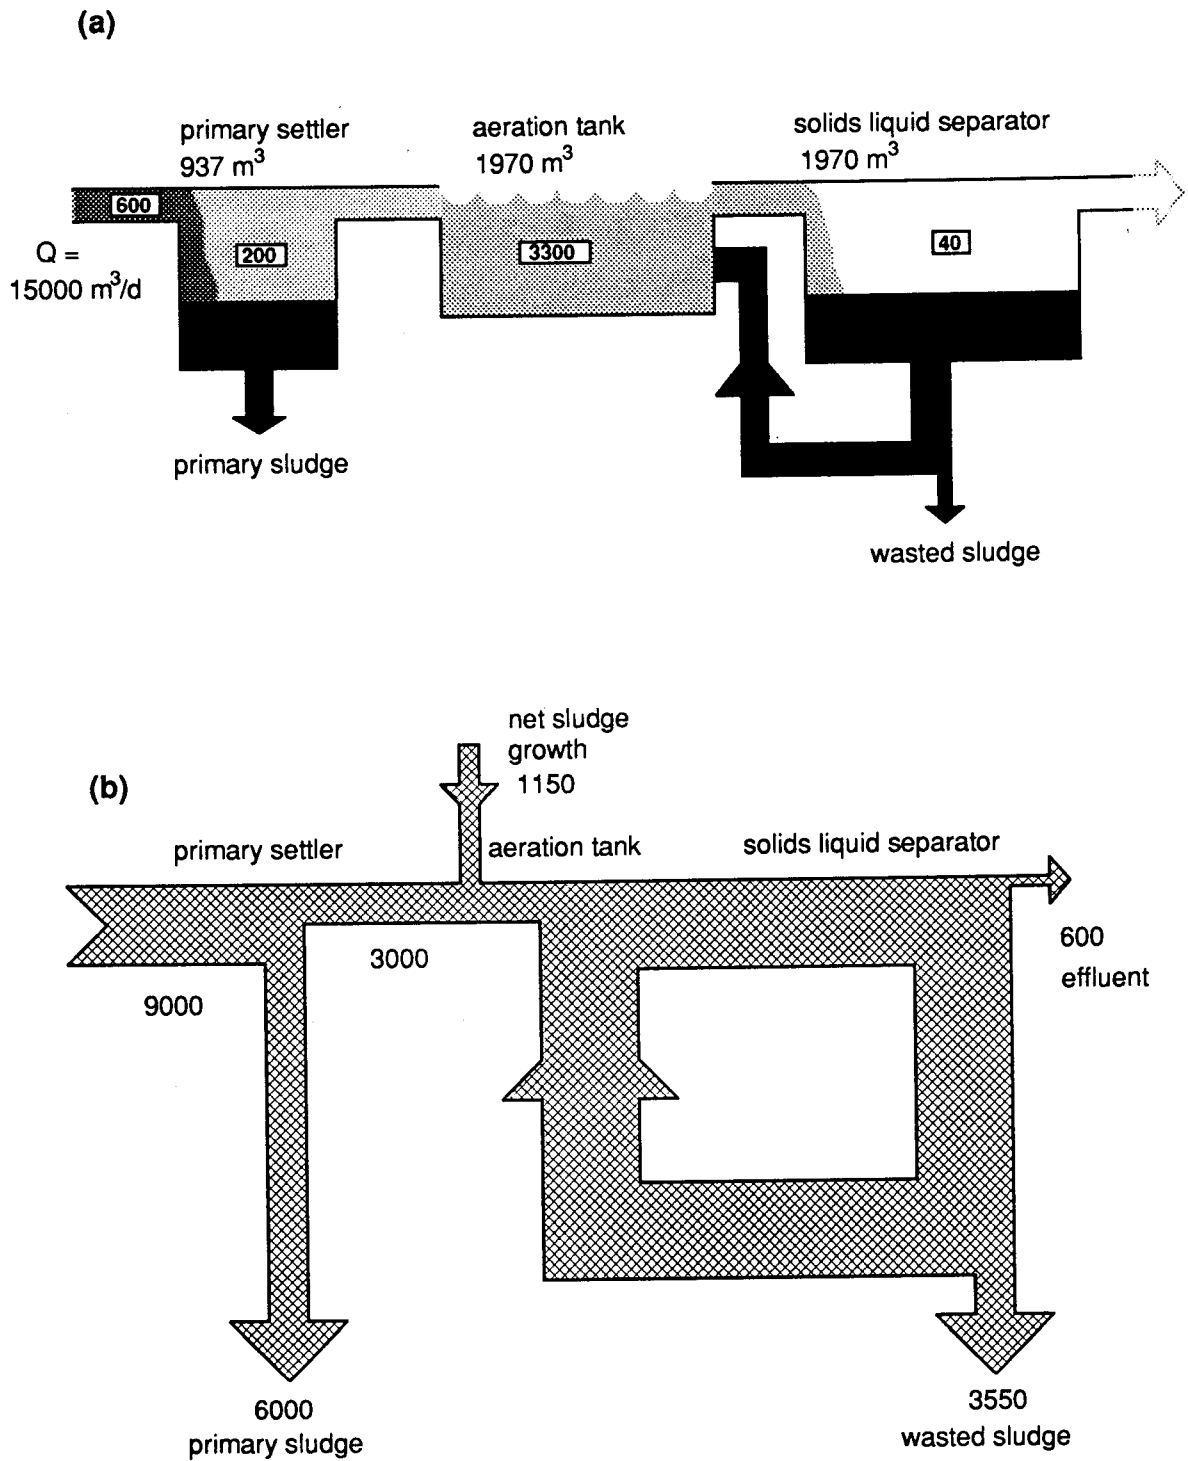 (a)
primary settler
937 m³
aeration tank
1970 m³
solids liquid separator
1970 m³
600
Q =
15000 m³/d
200
3300
40
primary sludge
wasted sludge
net sludge
growth
1150
(b)
primary settler
aeration tank
solids liquid separator
3000
600
effluent
9000
6000
primary sludge
3550
wasted sludge